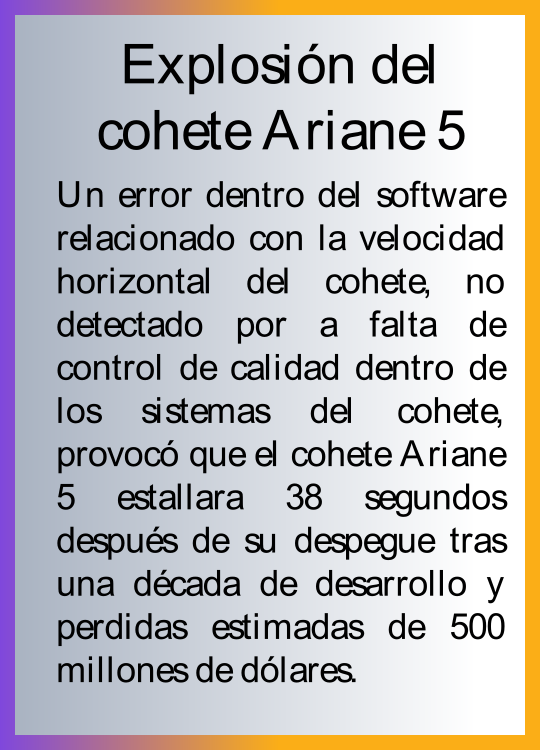 Explosión del
cohete Ariane 5
Un error dentro del software
relacionado con la velocidad
horizontal del cohete, no
detectado por a falta de
control de calidad dentro de
los sistemas del cohete,
provocó que el cohete Ariane
5 estallara 38 segundos
después de su despegue tras
una década de desarrollo y
perdidas estimadas de 500
millones de dólares.